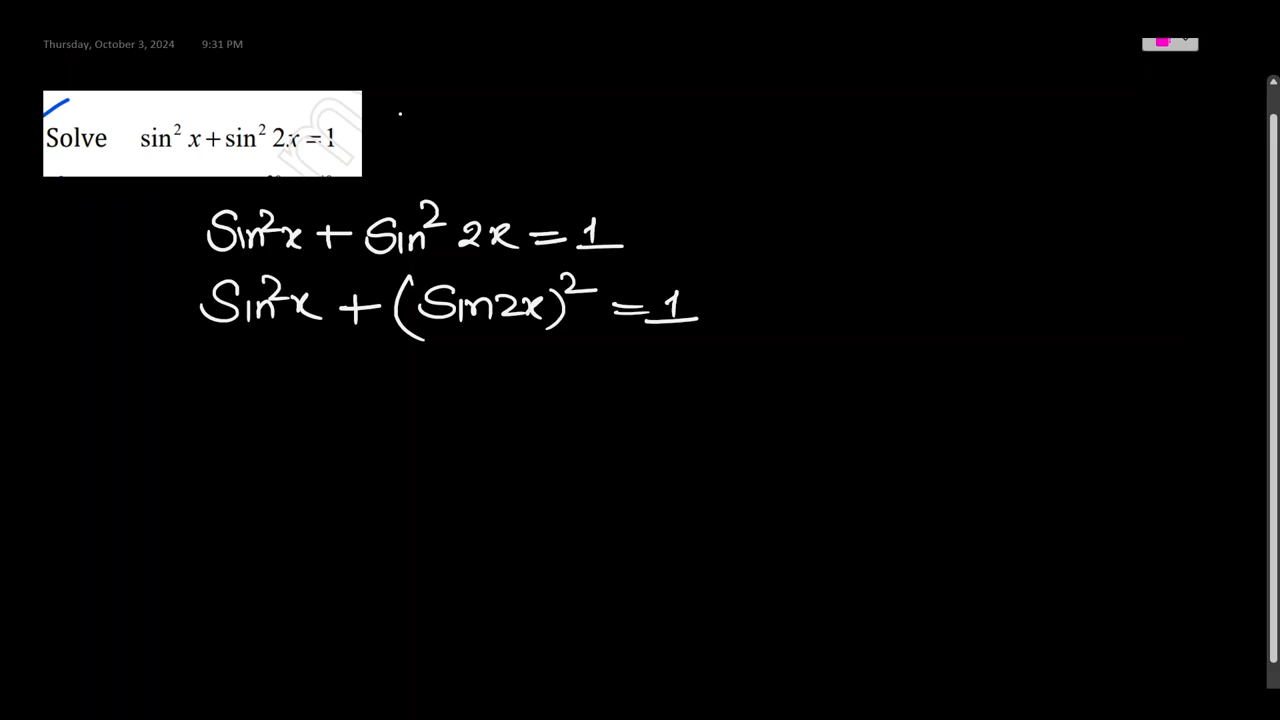 Thursday, October 3, 2024 9:31 PM
Solve sin² x + sin² 2x = 1
Sin²x + Sin² 2x = 1
Sin²x + (Sin2x)² = 1